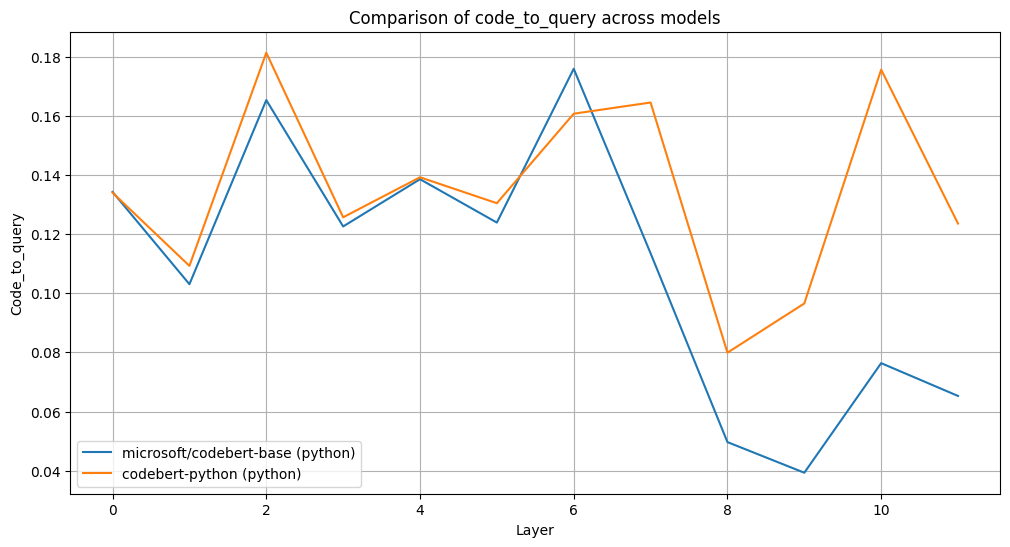 Comparison of code_to_query across models
Code_to_query
0.18
0.16
0.14
0.12
0.10
0.08
0.06
0.04
microsoft/codebert-base (python)
codebert-python (python)
0 2 4 6 8 10
Layer